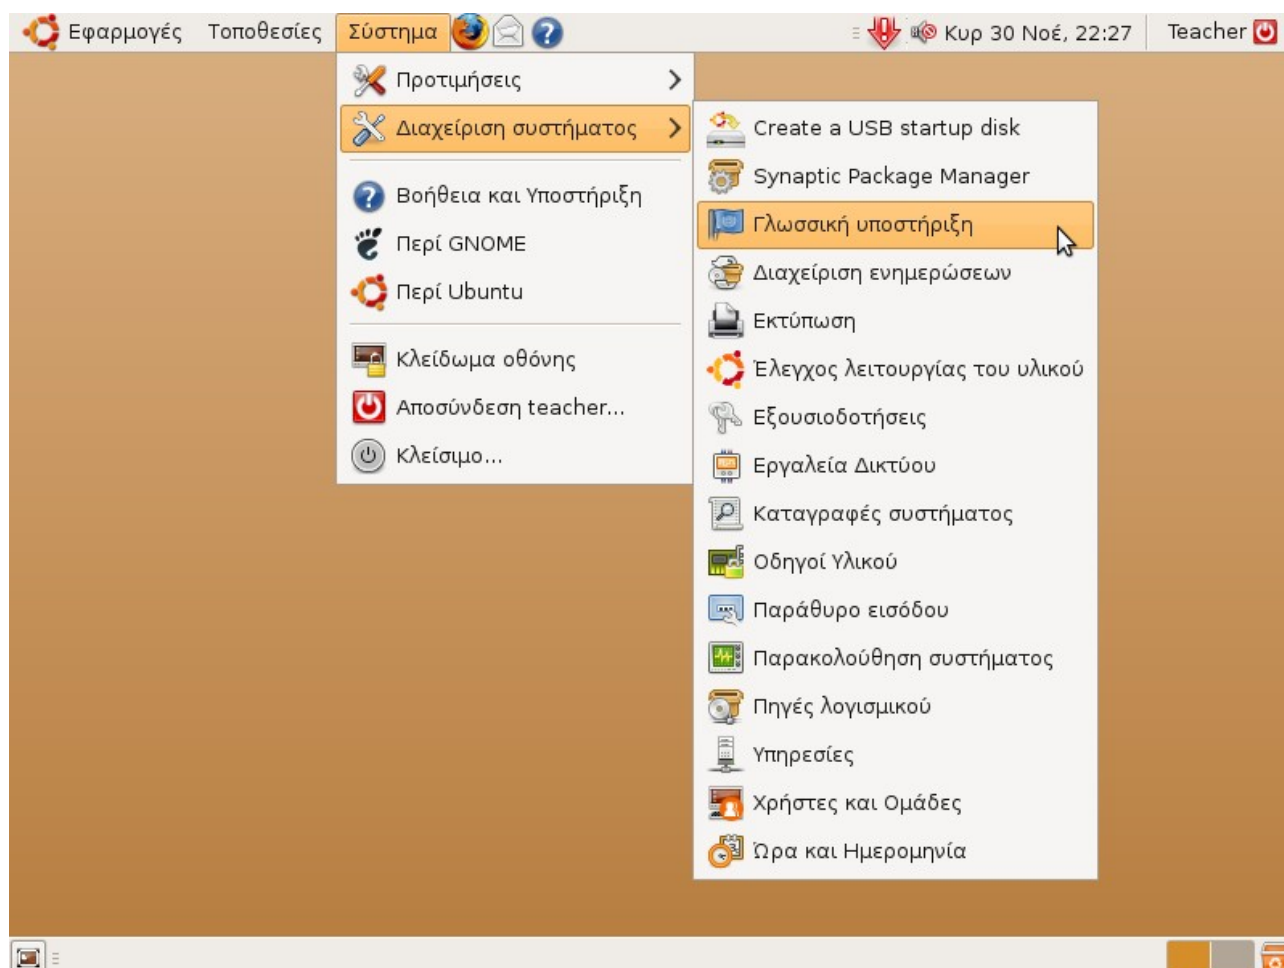 Εφαρμογές Τοποθεσίες Σύστημα Κυρ 30 Νοέ, 22:27 Teacher
Προτιμήσεις
Διαχείριση συστήματος
Βοήθεια και Υποστήριξη
Περί GNOME
Περί Ubuntu
Κλείδωμα οθόνης
Αποσύνδεση teacher...
Κλείσιμο...
Create a USB startup disk
Synaptic Package Manager
Γλωσσική υποστήριξη
Διαχείριση ενημερώσεων
Εκτύπωση
Έλεγχος λειτουργίας του υλικού
Εξουσιοδοτήσεις
Εργαλεία Δικτύου
Καταγραφές συστήματος
Οδηγοί Υλικού
Παράθυρο εισόδου
Παρακολούθηση συστήματος
Πηγές λογισμικού
Υπηρεσίες
Χρήστες και Ομάδες
Ώρα και Ημερομηνία